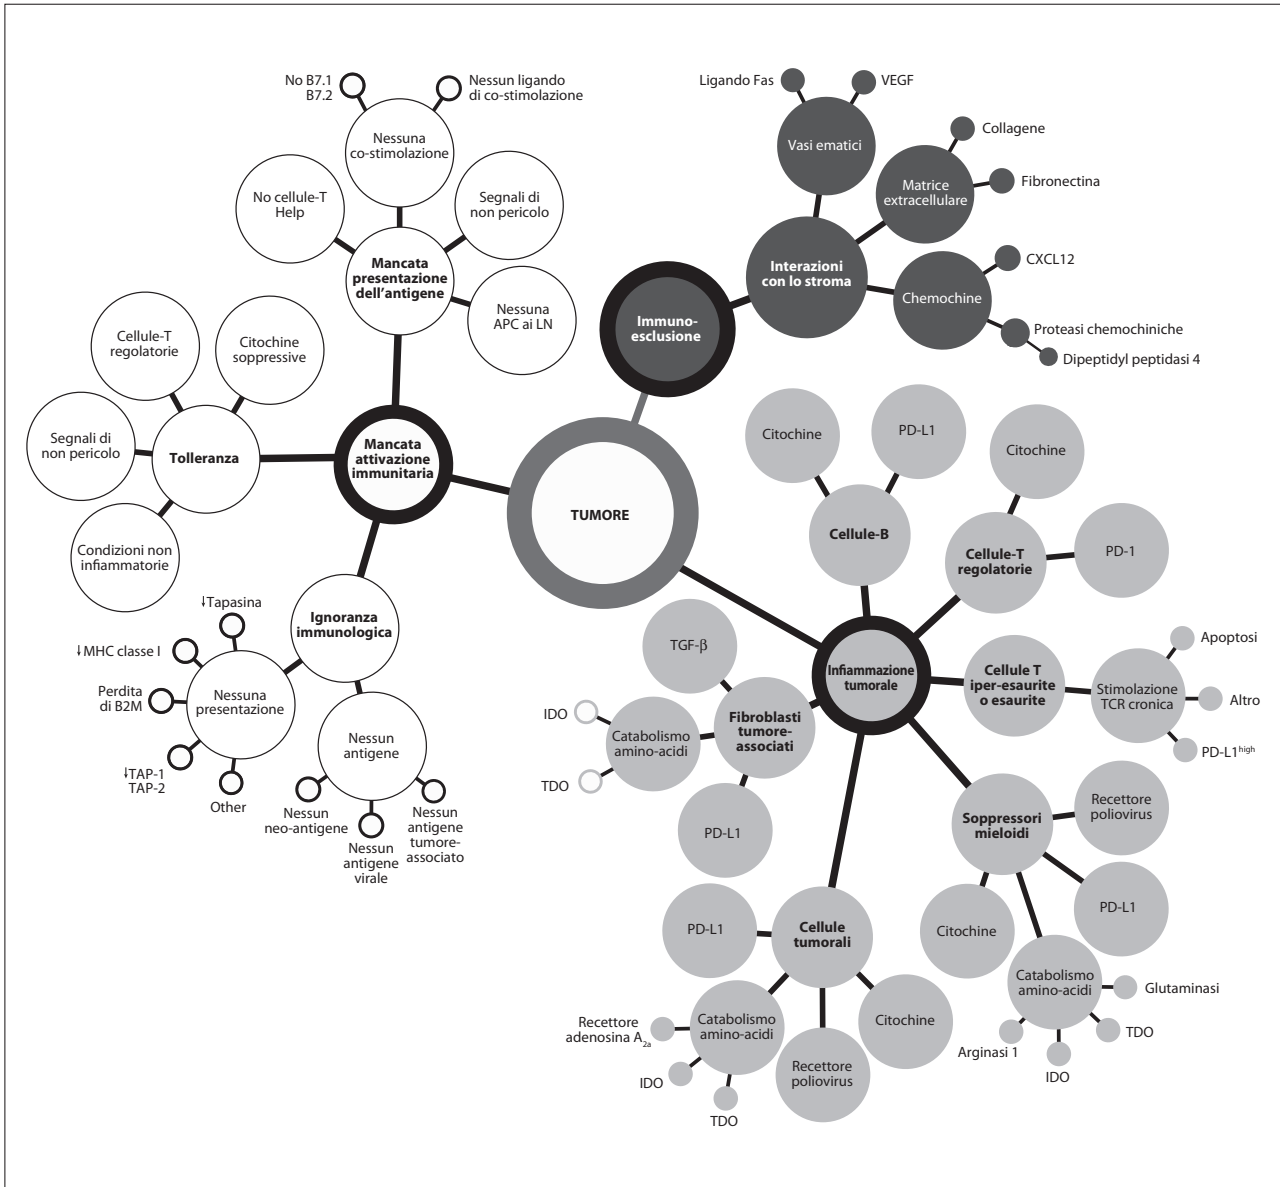 No B7.1
B7.2
Nessun ligando
di co-stimolazione
Nessuna
co-stimolazione
No cellule-T
Help
Segnali di
non pericolo
Mancata
presentazione
dell’antigene
Nessuna
APC ai LN
Cellule-T
regolatorie
Citochine
soppressive
Segnali di
non pericolo
Tolleranza
Condizioni non
infiammatorie
Mancata
attivazione
immunitaria
Ignoranza
immunologica
↓Tapasina
↓MHC classe I
Perdita
di B2M
↓TAP-1
TAP-2
Other
Nessuna
presentazione
Nessun
antigene
Nessun
neo-antigene
Nessun
antigene
virale
Nessun
antigene
tumore-
associato
TUMORE
Immuno-
esclusione
Interazioni
con lo stroma
Ligando Fas
VEGF
Vasi ematici
Collagene
Matrice
extracellulare
Fibronectina
CXCL12
Chemochine
Proteasi chemochiniche
Dipeptidyl peptidasi 4
Citochine
PD-L1
Cellule-B
Citochine
Cellule-T
regolatorie
PD-1
Infiammazione
tumorale
Cellule T
iper-esaurite
o esaurite
Stimolazione
TCR cronica
Apoptosi
Altro
PD-L1high
TGF-β
Fibroblasti
tumore-
associati
Catabolismo
amino-acidi
IDO
TDO
PD-L1
Soppressori
mieloidi
Recettore
poliovirus
PD-L1
Citochine
Catabolismo
amino-acidi
Glutaminasi
TDO
IDO
Arginasi 1
Cellule
tumorali
PD-L1
Catabolismo
amino-acidi
Recettore
adenosina A2a
IDO
TDO
Recettore
poliovirus
Citochine